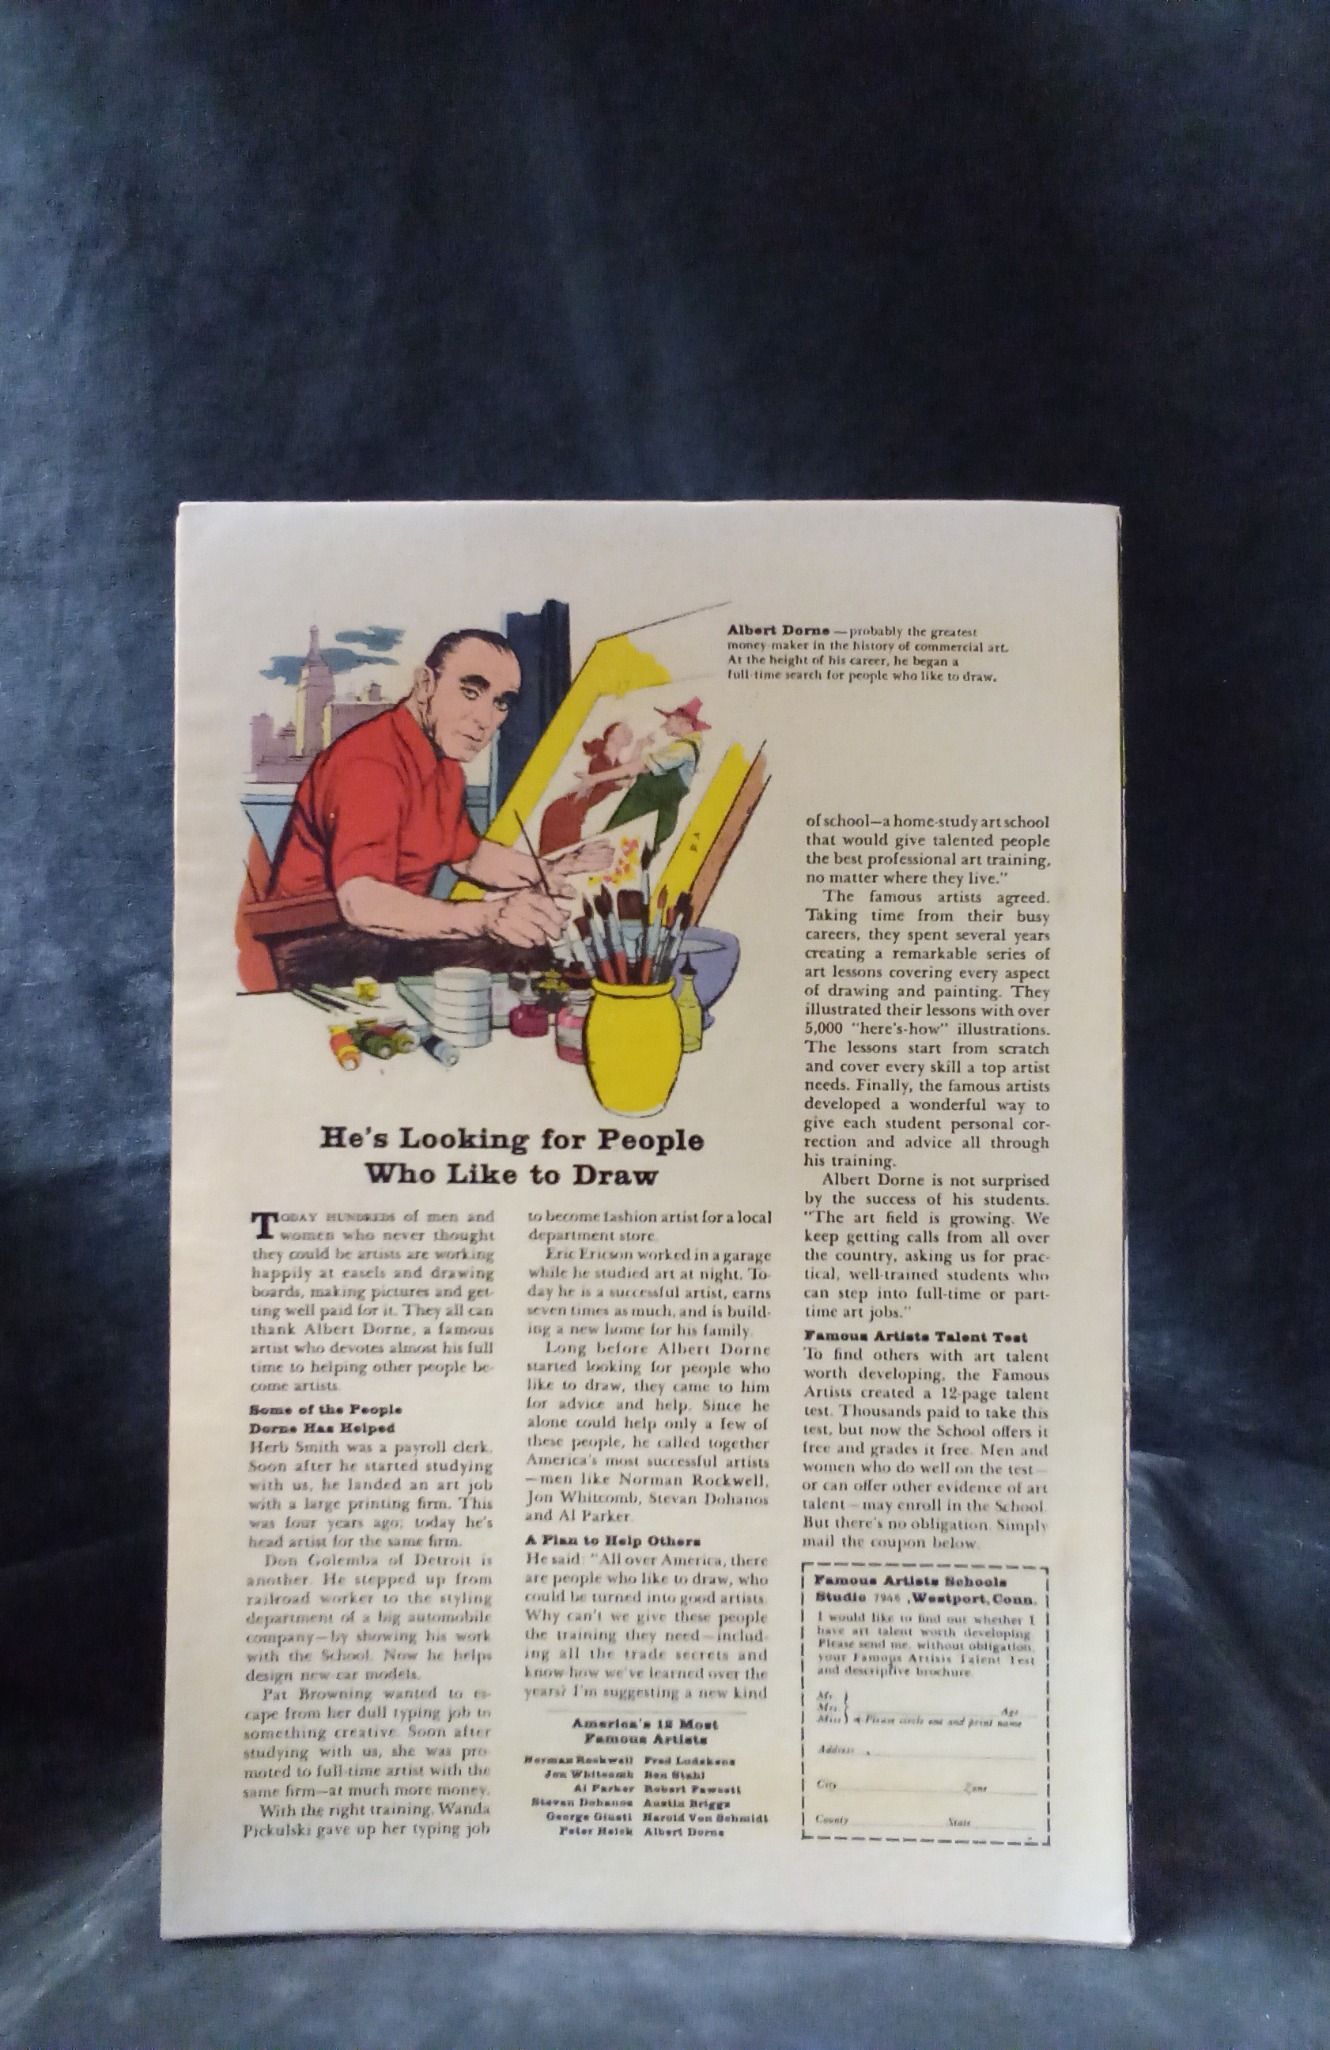 Albert Dorne — probably the greatest
money-maker in the history of commercial art.
At the height of his career, he began a
full-time search for people who like to draw.
He's Looking for People
Who Like to Draw
TODAY HUNDREDS of men and
women who never thought
they could be artists are working
happily at easels and drawing
boards, making pictures and get-
ting well paid for it. They all can
thank Albert Dorne, a famous
artist who devotes almost his full
time to helping other people be-
come artists.
Some of the People
Dorne Has Helped
Herb Smith was a payroll clerk.
Soon after he started studying
with us, he landed an art job
with a large printing firm. This
was four years ago; today he's
head artist for the same firm.
Don Golemba of Detroit is
another. He stepped up from
railroad worker to the styling
department of a big automobile
company—by showing his work
with the School. Now he helps
design new car models.
Pat Browning wanted to es-
cape from her dull typing job to
something creative. Soon after
studying with us, she was pro-
moted to full-time artist with the
same firm—at much more money.
With the right training, Wanda
Pickulski gave up her typing job
to become fashion artist for a local
department store.
Eric Ericson worked in a garage
while he studied art at night. To-
day he is a successful artist, earns
seven times as much, and is build-
ing a new home for his family.
Long before Albert Dorne
started looking for people who
like to draw, they came to him
for advice and help. Since he
alone could help only a few of
these people, he called together
America's most successful artists
—men like Norman Rockwell,
Jon Whitcomb, Stevan Dohanos
and Al Parker.
A Plan to Help Others
He said: "All over America, there
are people who like to draw, who
could be turned into good artists.
Why can't we give these people
the training they need—includ-
ing all the trade secrets and
know-how we've learned over the
years? I'm suggesting a new kind
America's 12 Most
Famous Artists
Norman Rockwell Fred Ludekens
Jon Whitcomb Ben Stahl
Al Parker Robert Fawcett
Stevan Dohanos Austin Briggs
George Giusti Harold Von Schmidt
Peter Helck Albert Dorne
of school—a home-study art school
that would give talented people
the best professional art training,
no matter where they live."
The famous artists agreed.
Taking time from their busy
careers, they spent several years
creating a remarkable series of
art lessons covering every aspect
of drawing and painting. They
illustrated their lessons with over
5,000 "here's-how" illustrations.
The lessons start from scratch
and cover every skill a top artist
needs. Finally, the famous artists
developed a wonderful way to
give each student personal cor-
rection and advice all through
his training.
Albert Dorne is not surprised
by the success of his students.
"The art field is growing. We
keep getting calls from all over
the country, asking us for prac-
tical, well-trained students who
can step into full-time or part-
time art jobs."
Famous Artists Talent Test
To find others with art talent
worth developing, the Famous
Artists created a 12-page talent
test. Thousands paid to take this
test, but now the School offers it
free and grades it free. Men and
women who do well on the test—
or can offer other evidence of art
talent—may enroll in the School.
But there's no obligation. Simply
mail the coupon below.
Famous Artists Schools
Studio 7946, Westport, Conn.
I would like to find out whether I
have art talent worth developing.
Please send me, without obligation,
your Famous Artists Talent Test
and descriptive brochure.
Mr.
Mrs. Age
Miss Please circle one and print name
Address
City Zone
County State